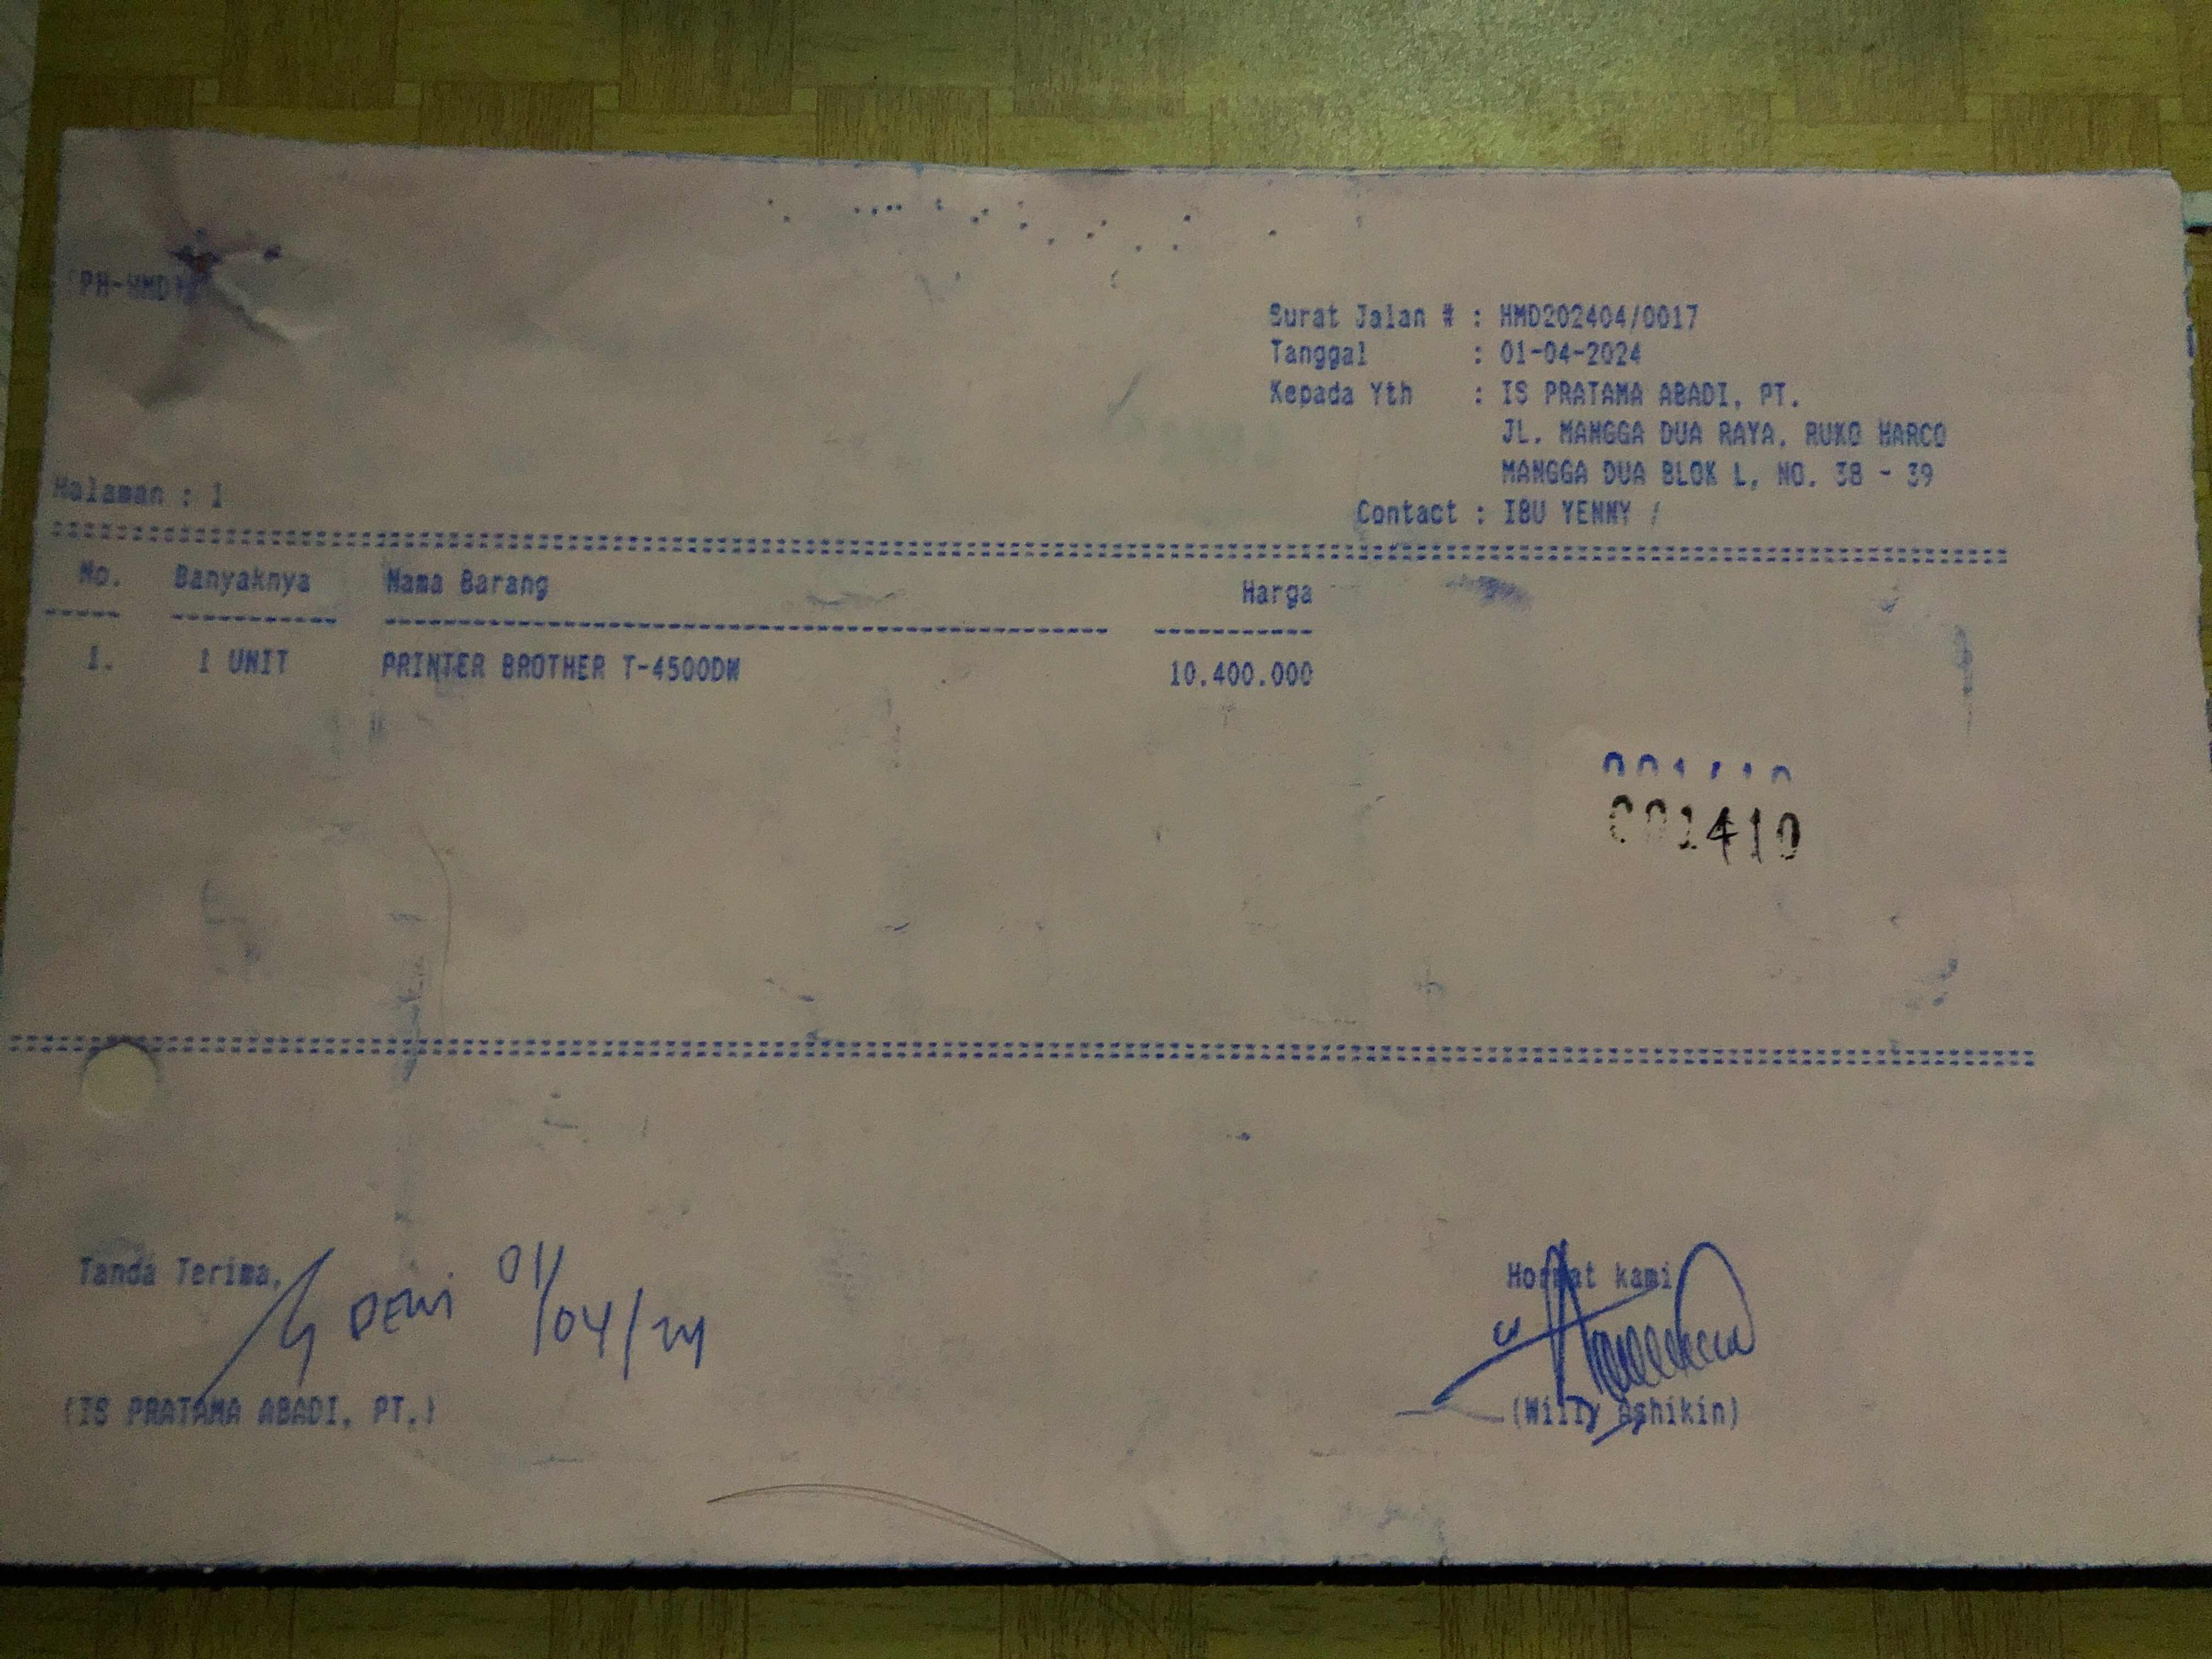 Surat Jalan # : HMD202404/0017
Tanggal : 01-04-2024
Kepada Yth : IS PRATAMA ABADI, PT.
JL. MANGGA DUA RAYA, RUKO HARCO
MANGGA DUA BLOK L, NO. 38 - 39
Halaman : 1
Contact : IBU YENNY /
No. Banyaknya Nama Barang Harga
1. 1 UNIT PRINTER BROTHER T-4500DW 10.400.000
001410
Tanda Terima,
Hormat kami
DEWI 01/04/24
(IS PRATAMA ABADI, PT.)
(Willy Ashikin)